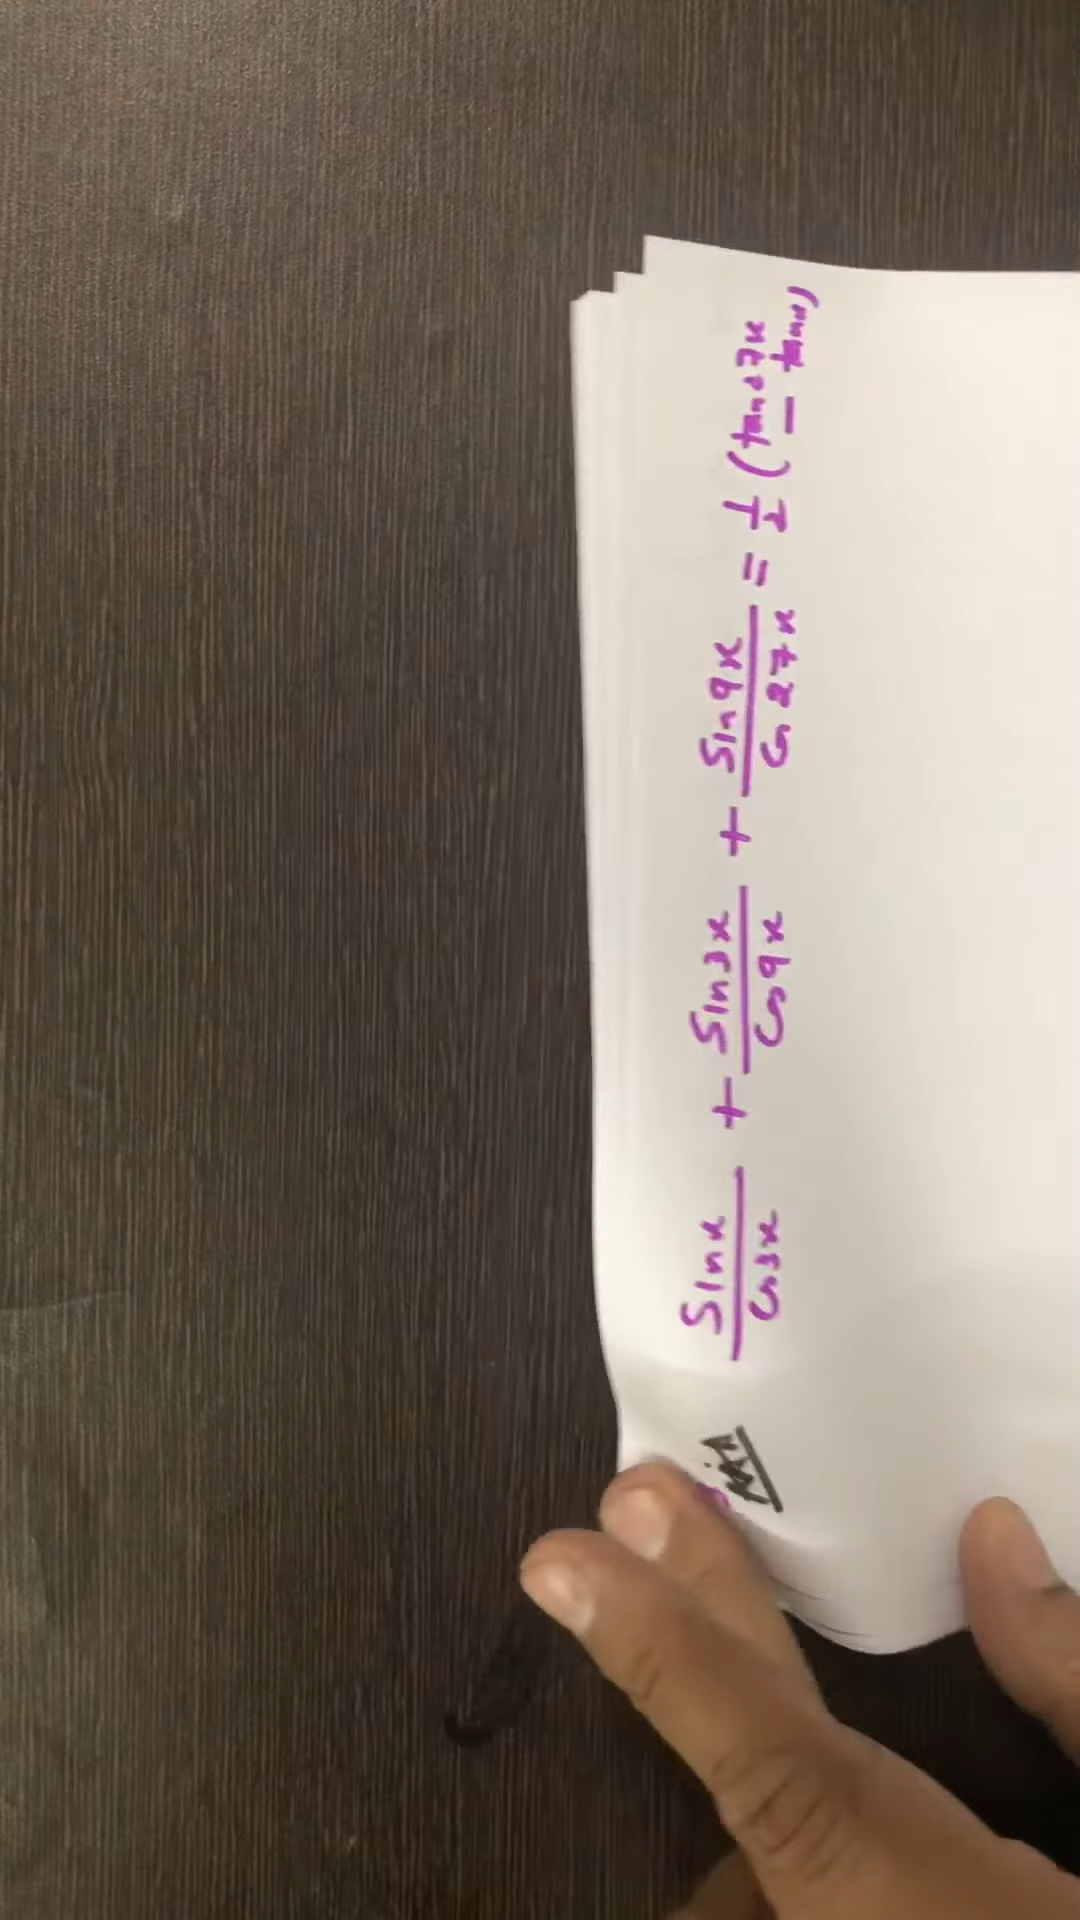 Sinx/Cos3x + Sin3x/Cos9x + Sin9x/Cos27x = 1/2 (tan27x
– tanx)